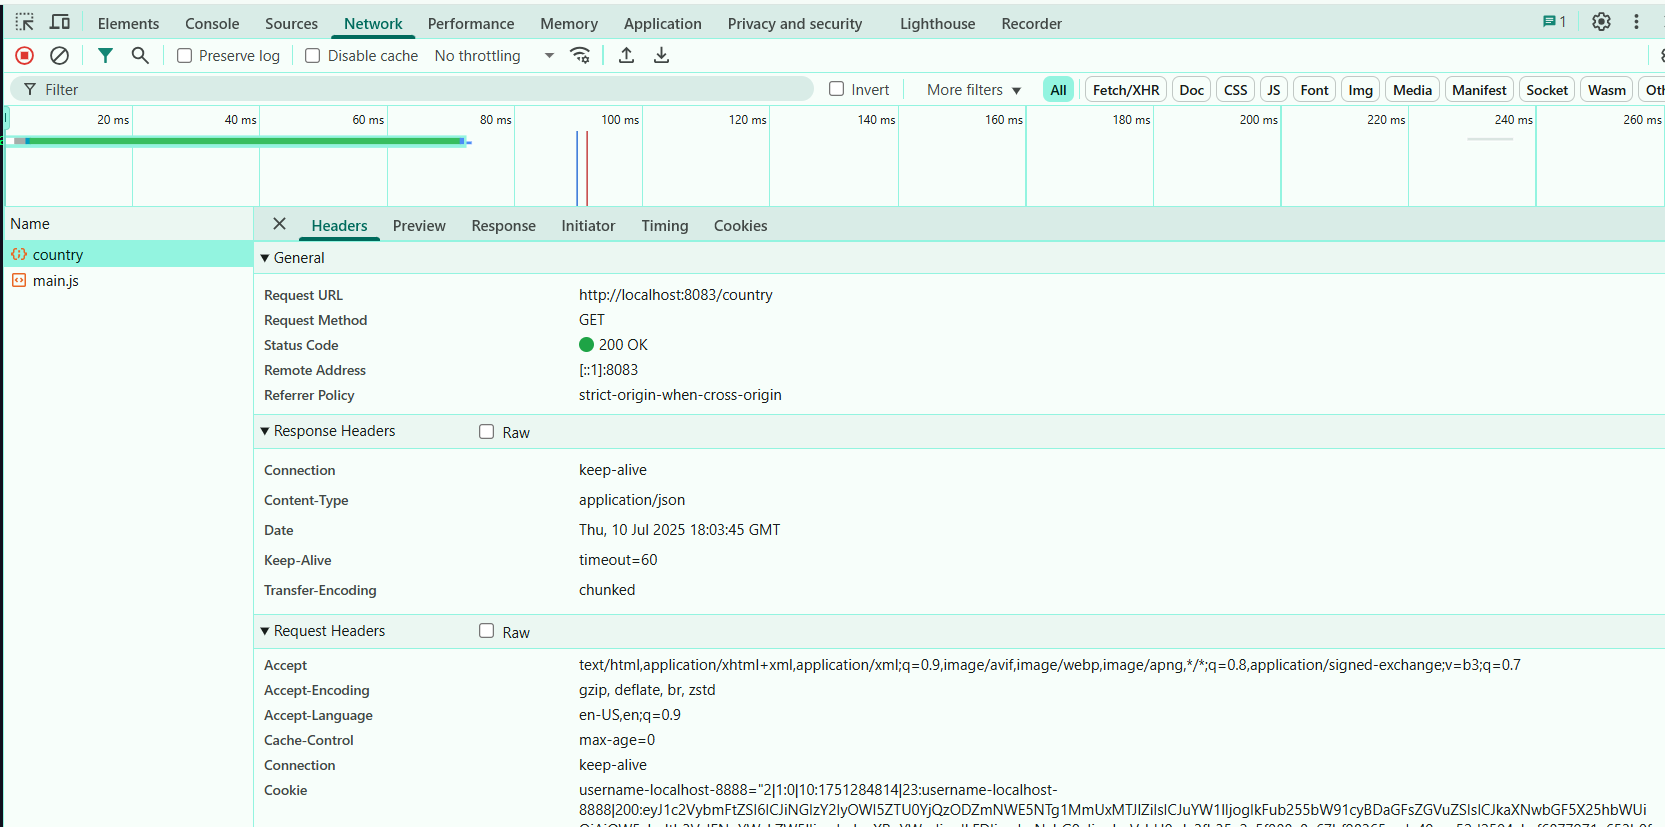 Elements Console Sources Network Performance Memory Application Privacy and security Lighthouse Recorder 1
Preserve log Disable cache No throttling
Filter Invert More filters All Fetch/XHR Doc CSS JS Font Img Media Manifest Socket Wasm Oth
20 ms 40 ms 60 ms 80 ms 100 ms 120 ms 140 ms 160 ms 180 ms 200 ms 220 ms 240 ms 260 ms
Name
country
main.js
Headers Preview Response Initiator Timing Cookies
General
Request URL http://localhost:8083/country
Request Method GET
Status Code 200 OK
Remote Address [::1]:8083
Referrer Policy strict-origin-when-cross-origin
Response Headers Raw
Connection keep-alive
Content-Type application/json
Date Thu, 10 Jul 2025 18:03:45 GMT
Keep-Alive timeout=60
Transfer-Encoding chunked
Request Headers Raw
Accept text/html,application/xhtml+xml,application/xml;q=0.9,image/avif,image/webp,image/apng,*/*;q=0.8,application/signed-exchange;v=b3;q=0.7
Accept-Encoding gzip, deflate, br, zstd
Accept-Language en-US,en;q=0.9
Cache-Control max-age=0
Connection keep-alive
Cookie username-localhost-8888="2|1:0|10:1751284814|23:username-localhost-